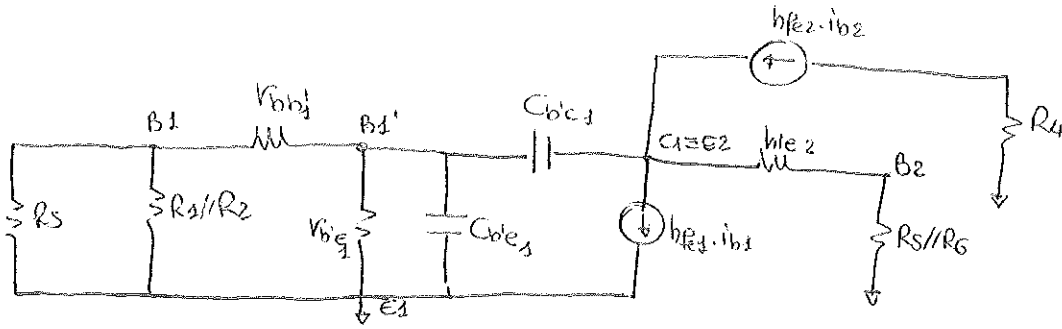 hfe2.ib2
rbb'1
Cb'c1
B1
B1'
C1=E2
hie2
B2
R4
RS
R1//R2
rb'e1
Cb'e1
hfe1.ib1
R5//R6
E1